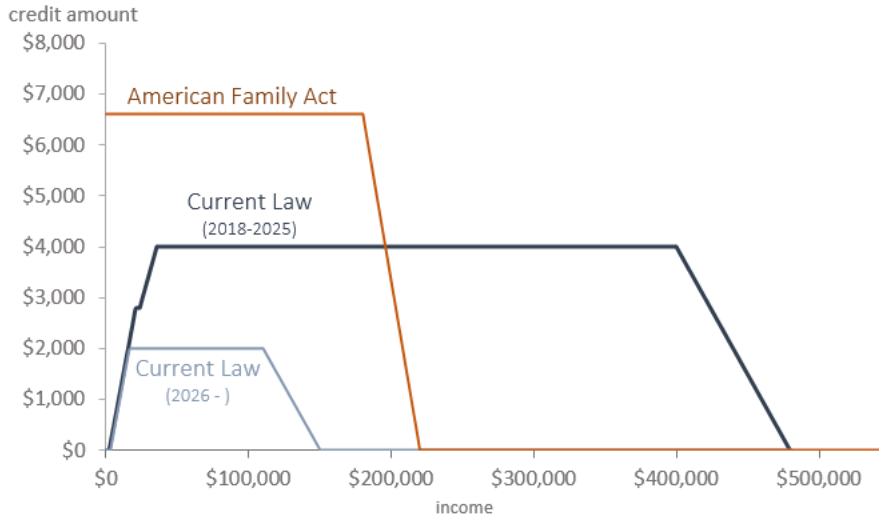 credit amount
$8,000
$7,000
American Family Act
$6,000
$5,000
Current Law
(2018-2025)
$4,000
$3,000
$2,000
Current Law
(2026 - )
$1,000
$0
$0 $100,000 $200,000 $300,000 $400,000 $500,000
income